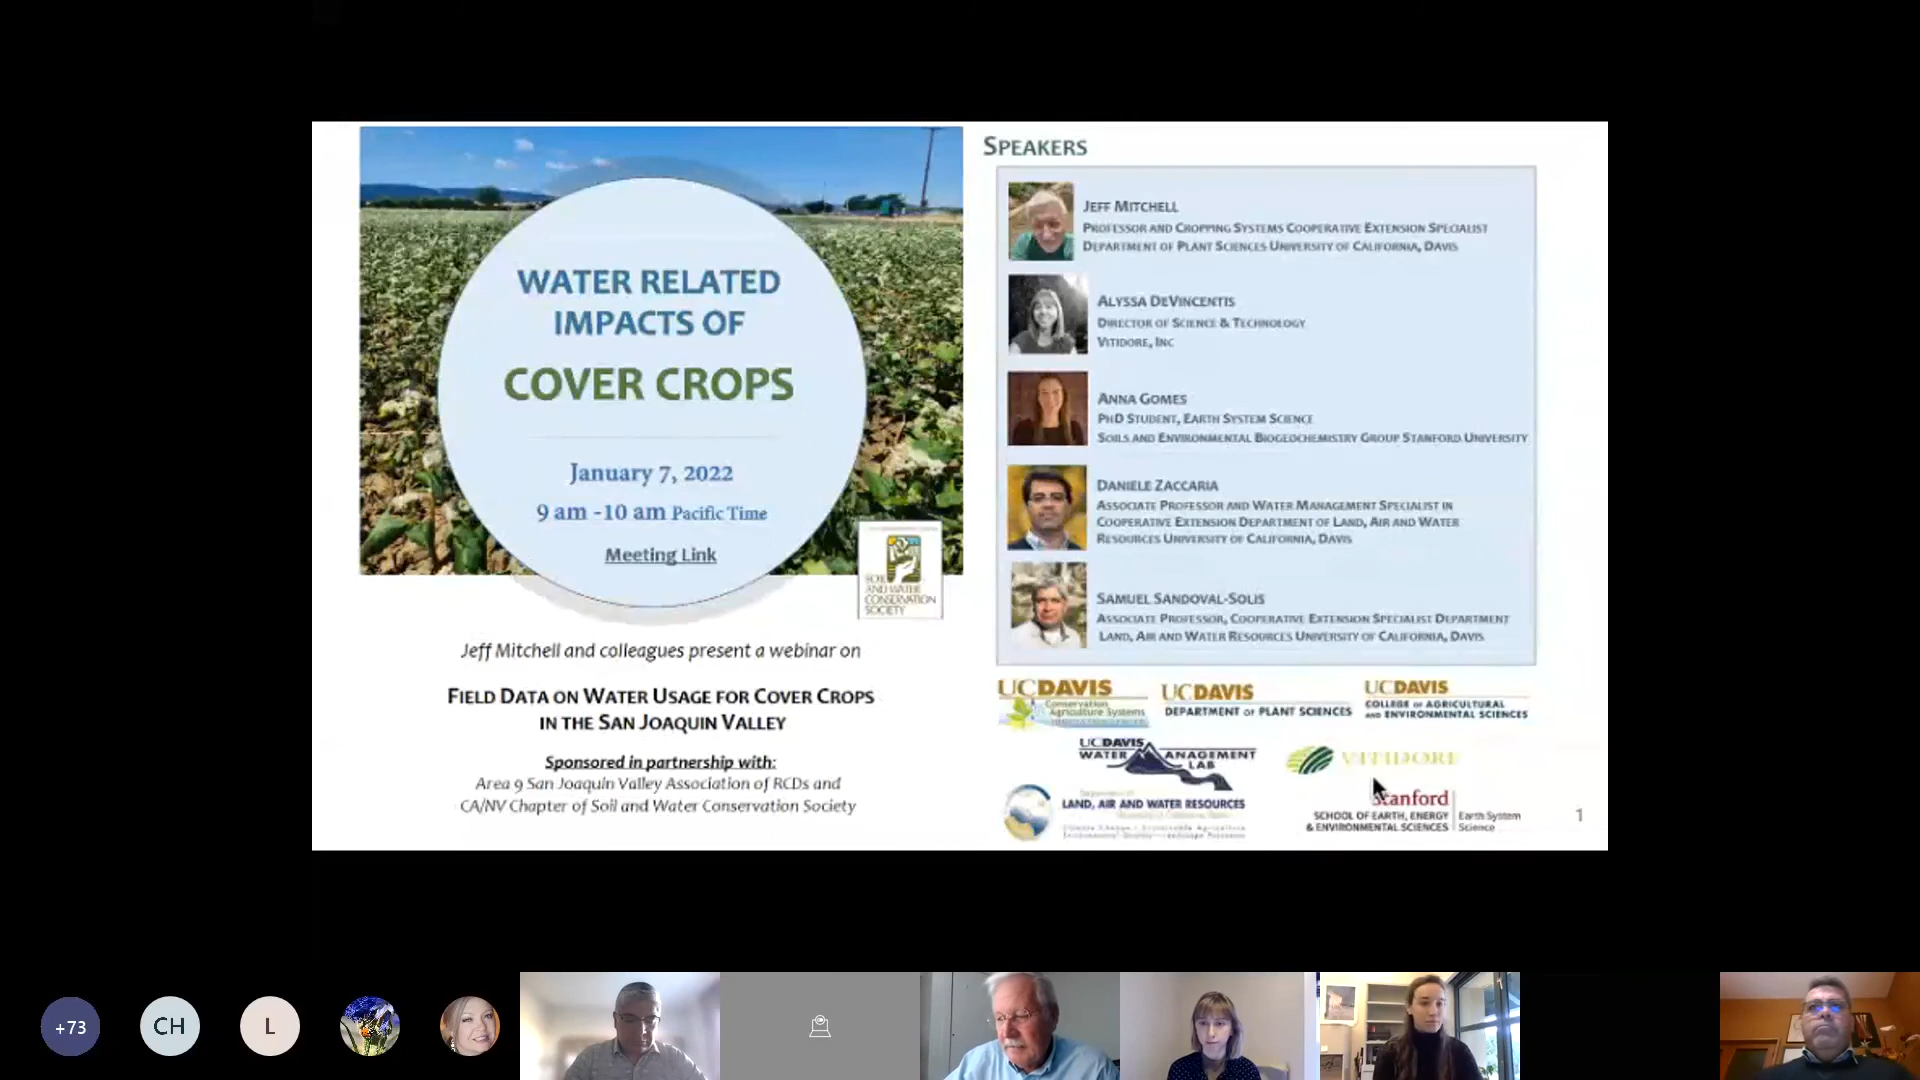 WATER RELATED
IMPACTS OF
COVER CROPS
January 7, 2022
9 am -10 am Pacific Time
Meeting Link
SOIL
AND WATER
CONSERVATION
SOCIETY
Jeff Mitchell and colleagues present a webinar on
FIELD DATA ON WATER USAGE FOR COVER CROPS
IN THE SAN JOAQUIN VALLEY
Sponsored in partnership with:
Area 9 San Joaquin Valley Association of RCDs and
CA/NV Chapter of Soil and Water Conservation Society
SPEAKERS
JEFF MITCHELL
PROFESSOR AND CROPPING SYSTEMS COOPERATIVE EXTENSION SPECIALIST
DEPARTMENT OF PLANT SCIENCES UNIVERSITY OF CALIFORNIA, DAVIS
ALYSSA DEVINCENTIS
DIRECTOR OF SCIENCE & TECHNOLOGY
VITIDORE, INC
ANNA GOMES
PHD STUDENT, EARTH SYSTEM SCIENCE
SOILS AND ENVIRONMENTAL BIOGEOCHEMISTRY GROUP STANFORD UNIVERSITY
DANIELE ZACCARIA
ASSOCIATE PROFESSOR AND WATER MANAGEMENT SPECIALIST IN
COOPERATIVE EXTENSION DEPARTMENT OF LAND, AIR AND WATER
RESOURCES UNIVERSITY OF CALIFORNIA, DAVIS
SAMUEL SANDOVAL-SOLIS
ASSOCIATE PROFESSOR, COOPERATIVE EXTENSION SPECIALIST DEPARTMENT
LAND, AIR AND WATER RESOURCES UNIVERSITY OF CALIFORNIA, DAVIS
UCDAVIS
Conservation
Agriculture Systems
UCDAVIS
DEPARTMENT OF PLANT SCIENCES
UCDAVIS
COLLEGE OF AGRICULTURAL
AND ENVIRONMENTAL SCIENCES
UCDAVIS
WATER MANAGEMENT
LAB
VITIDORE
LAND, AIR AND WATER RESOURCES
Stanford
SCHOOL OF EARTH, ENERGY
& ENVIRONMENTAL SCIENCES
Earth System
Science
1
+73
CH
L